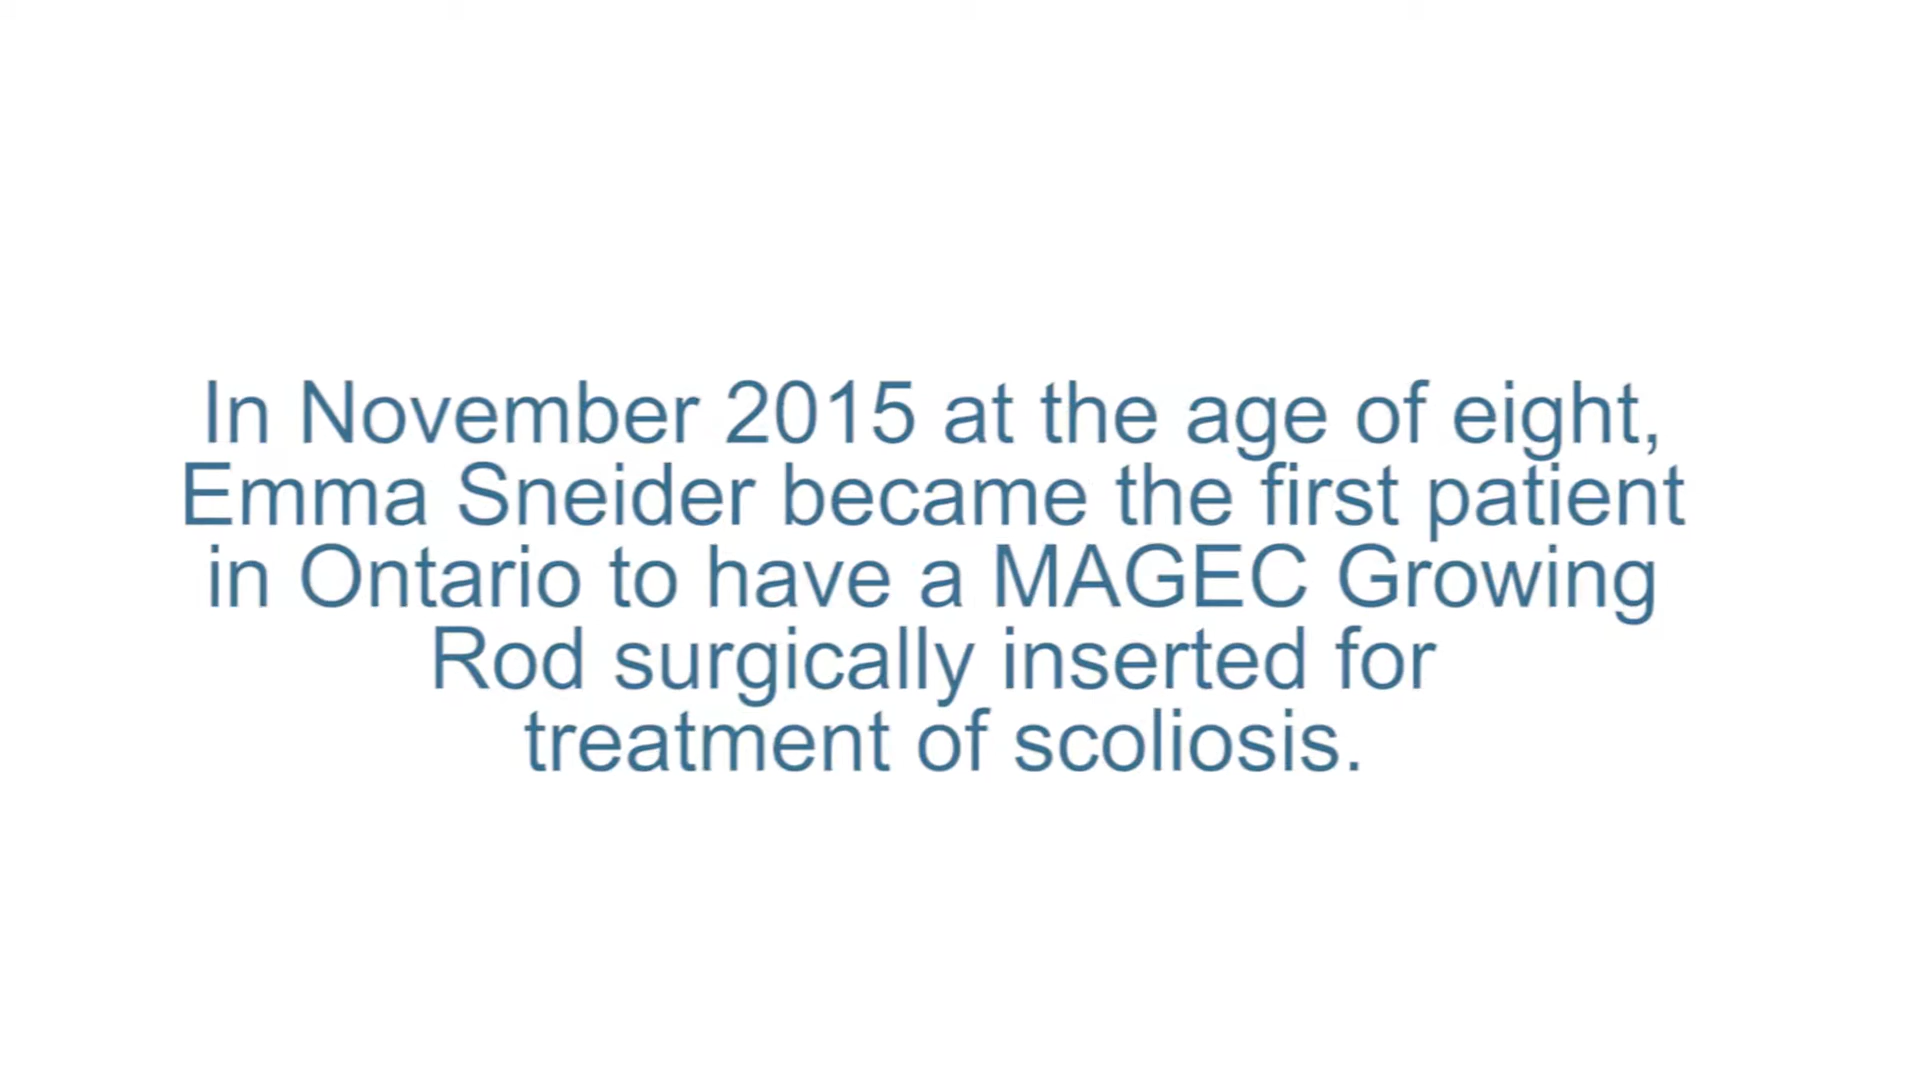 In November 2015 at the age of eight,
Emma Sneider became the first patient
in Ontario to have a MAGEC Growing
Rod surgically inserted for
treatment of scoliosis.